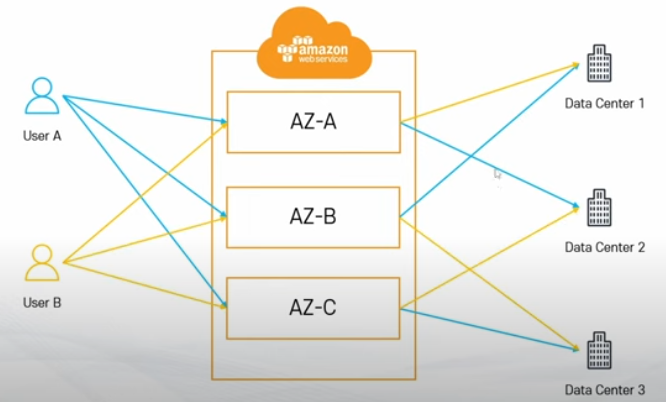 amazon
web services
User A
User B
AZ-A
AZ-B
AZ-C
Data Center 1
Data Center 2
Data Center 3